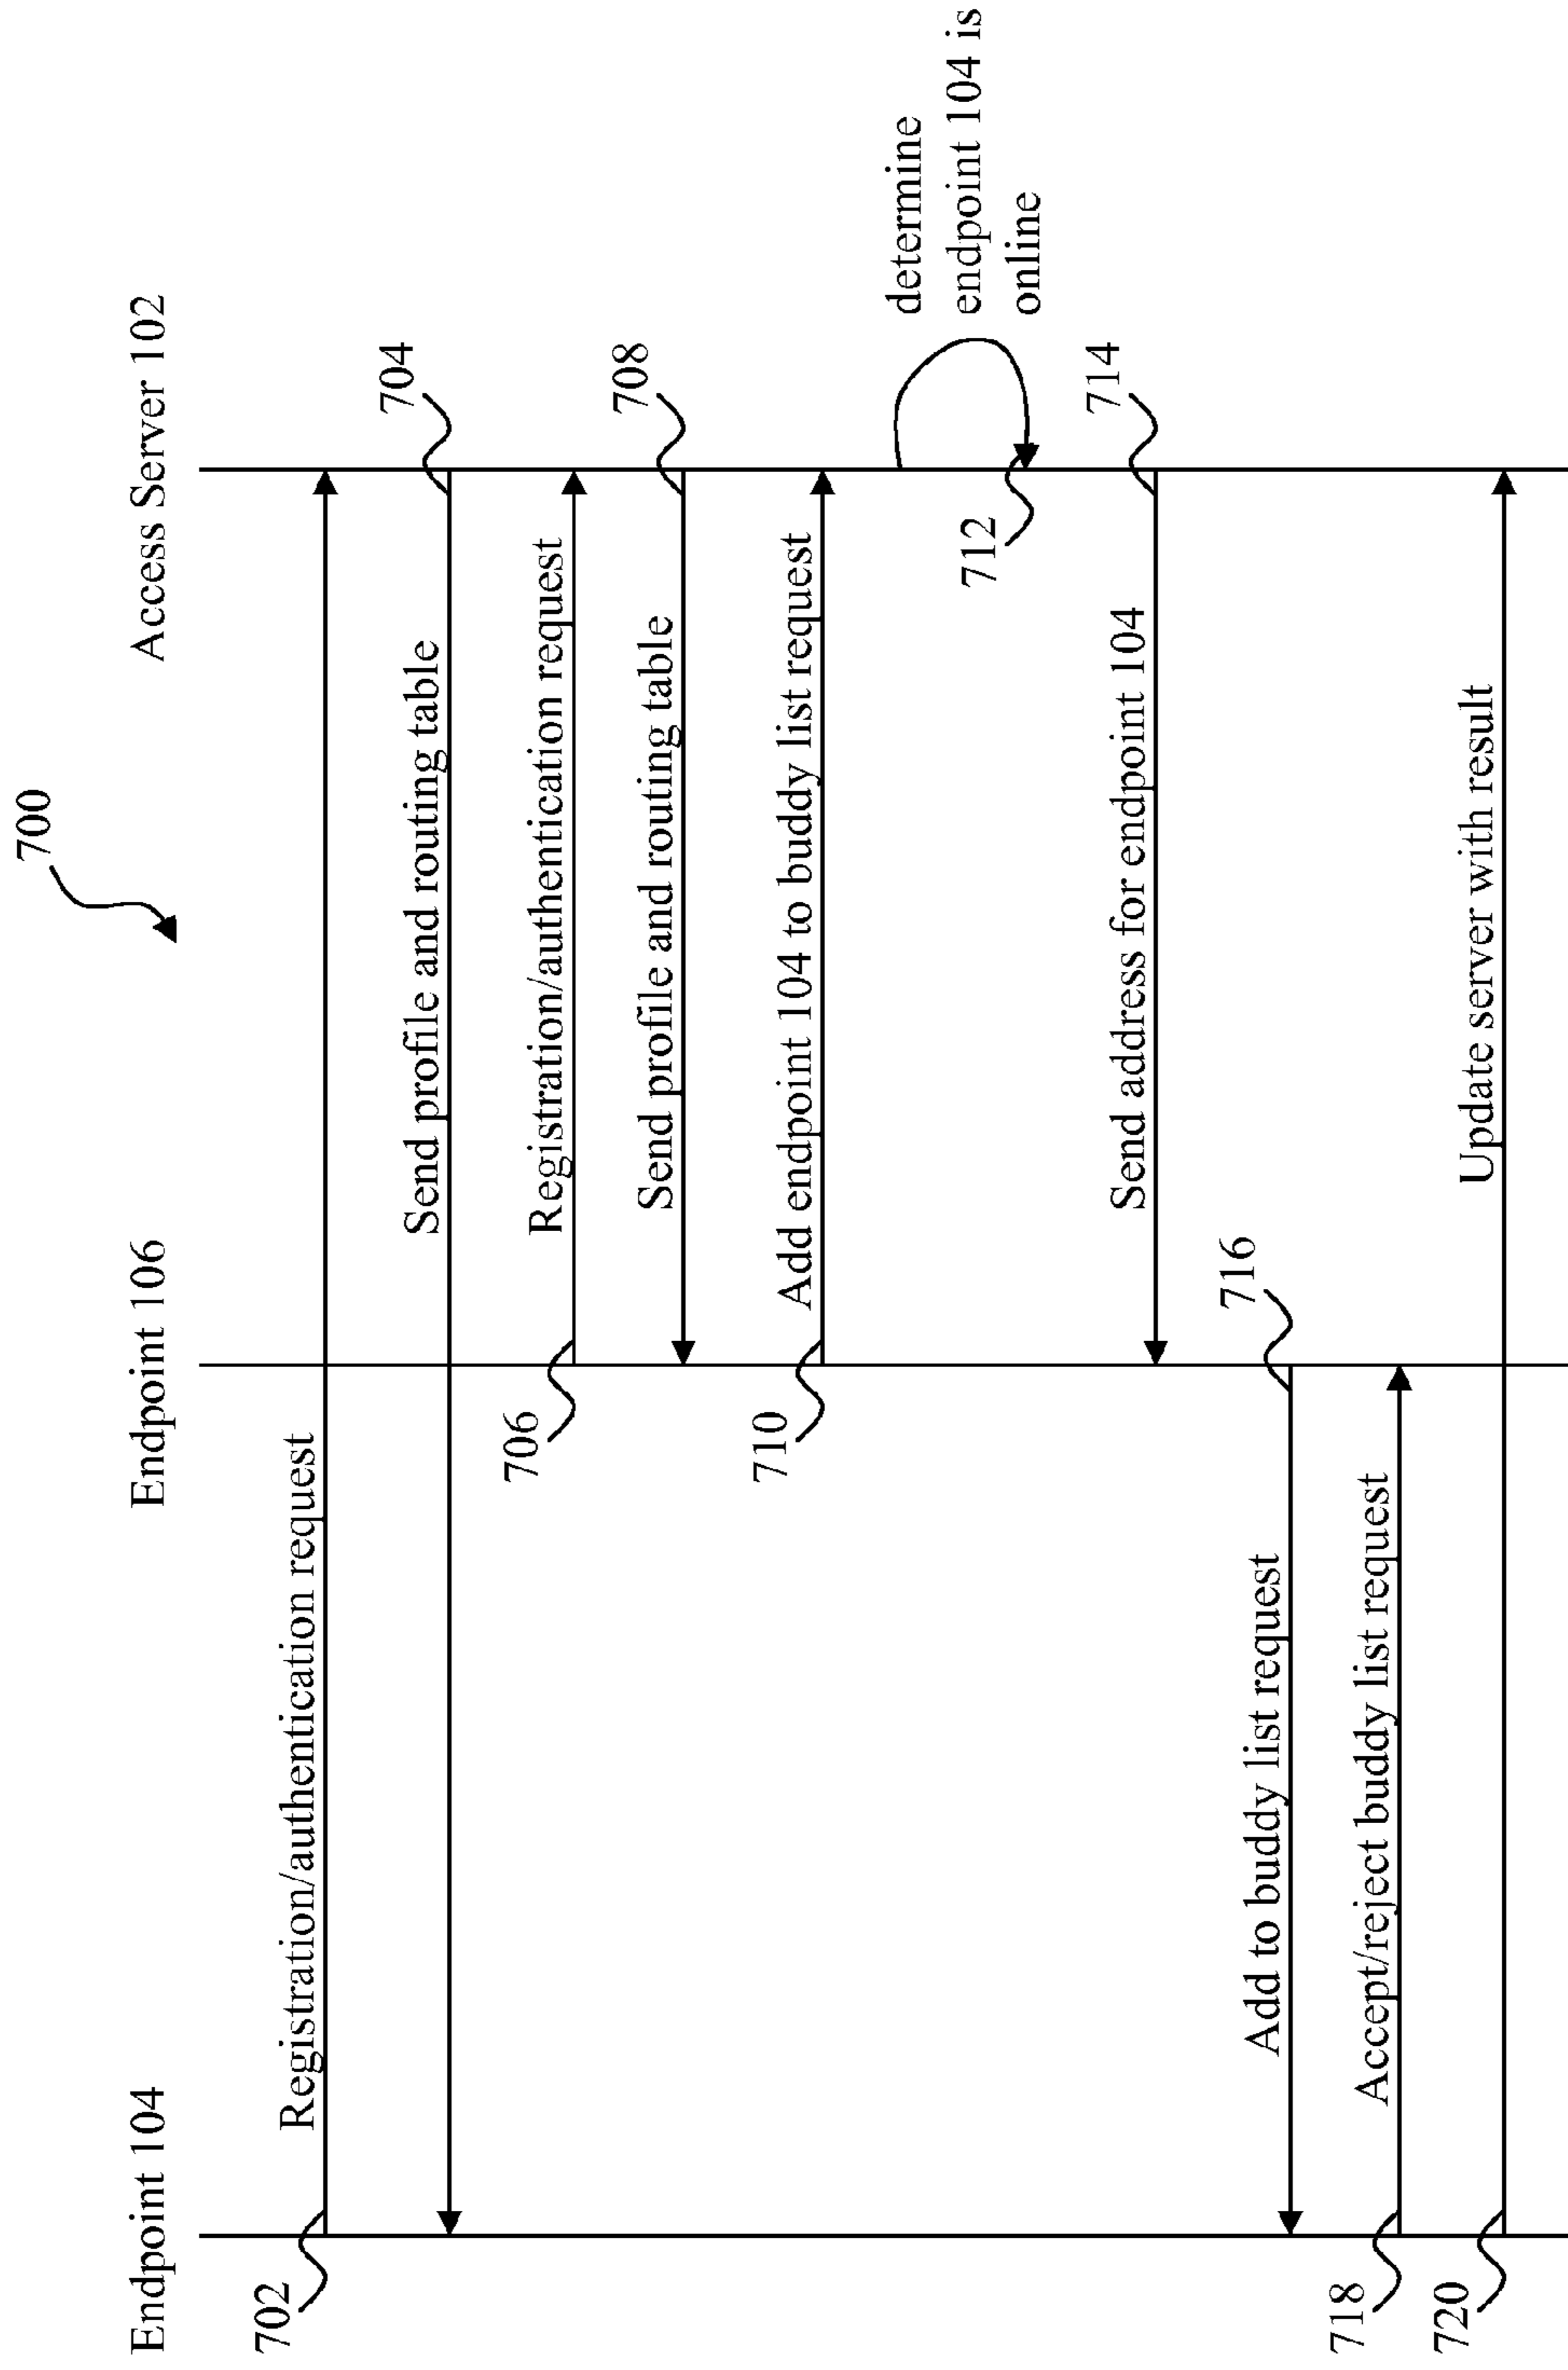 700
Endpoint 104
Endpoint 106
Access Server 102
702
Registration/authentication request
704
Send profile and routing table
706
Registration/authentication request
708
Send profile and routing table
710
Add endpoint 104 to buddy list request
determine
endpoint 104 is
online
712
714
Send address for endpoint 104
716
Add to buddy list request
718
Accept/reject buddy list request
720
Update server with result